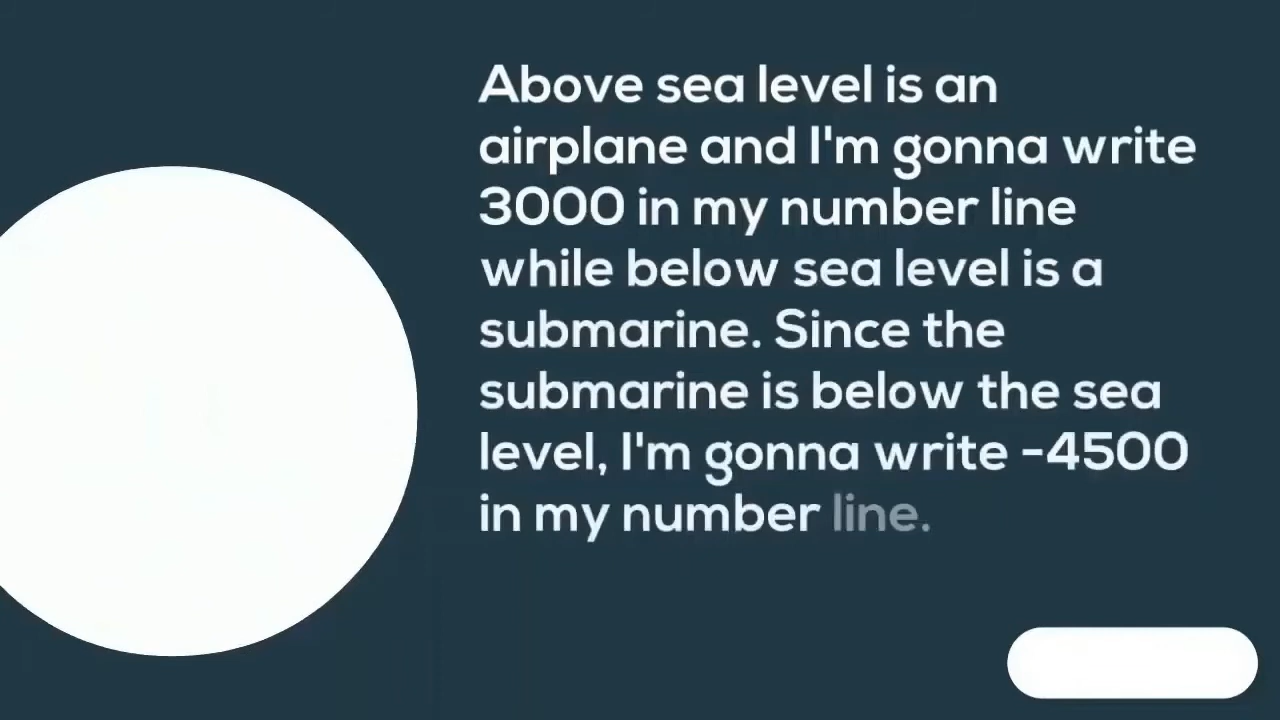 Above sea level is an
airplane and I'm gonna write
3000 in my number line
while below sea level is a
submarine. Since the
submarine is below the sea
level, I'm gonna write -4500
in my number line.